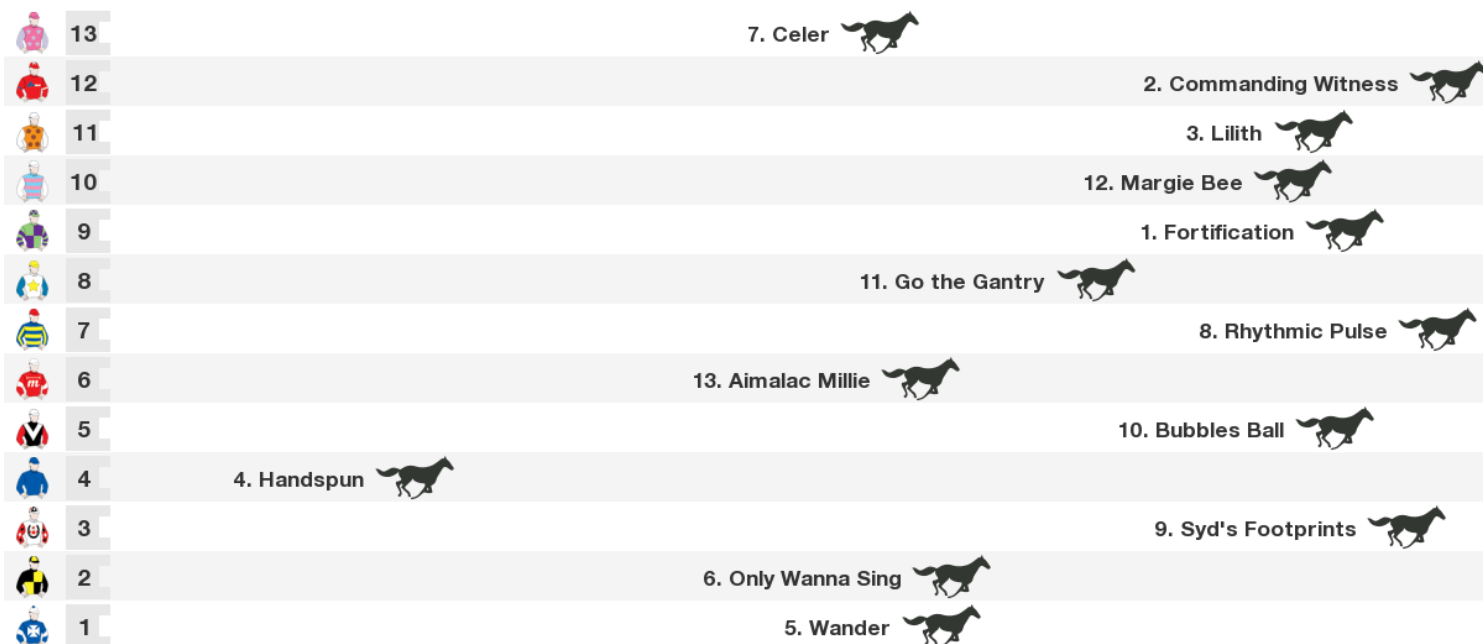 13 7. Celer
12 2. Commanding Witness
11 3. Lilith
10 12. Margie Bee
9 1. Fortification
8 11. Go the Gantry
7 8. Rhythmic Pulse
6 13. Aimalac Millie
m
5 10. Bubbles Ball
4 4. Handspun
3 9. Syd's Footprints
2 6. Only Wanna Sing
1 5. Wander